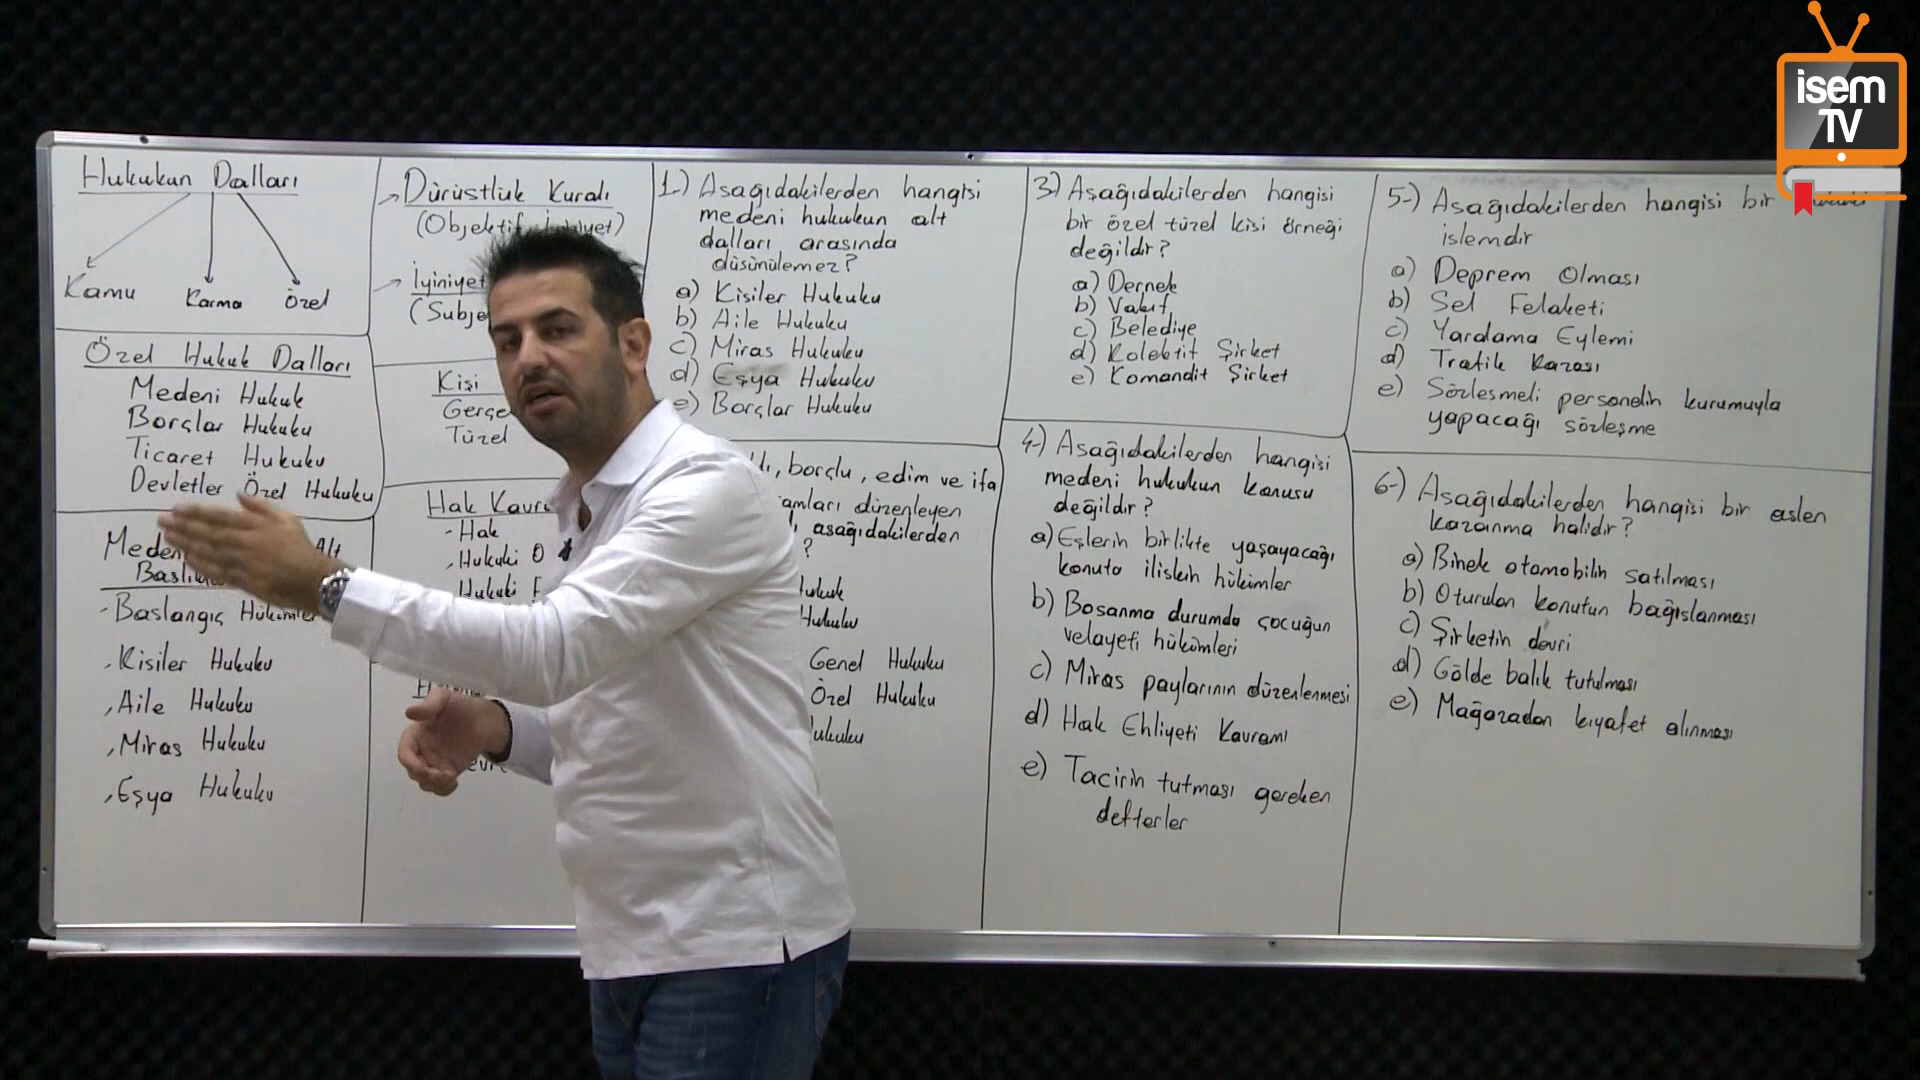 isem
TV
Hukukun Dalları
Kamu Karma Özel
Özel Hukuk Dalları
Medeni Hukuk
Borçlar Hukuku
Ticaret Hukuku
Devletler Özel Hukuku
Alt
Başlangıç Hükümler
Kişiler Hukuku
Aile Hukuku
Miras Hukuku
Eşya Hukuku
Dürüstlük Kuralı
Kişi
Hak
1-) Aşağıdakilerden hangisi
medeni hukukun alt
dalları arasında
düşünülemez?
a) Kişiler Hukuku
b) Aile Hukuku
c) Miras Hukuku
d) Eşya Hukuku
e) Borçlar Hukuku
borçlu, edim ve ifa
düzenleyen
aşağıdakilerden
?
Genel Hukuku
Özel Hukuku
3-) Aşağıdakilerden hangisi
bir özel tüzel kişi örneği
değildir?
a) Dernek
b) Vakıf
c) Belediye
d) Kolektif Şirket
e) Komandit Şirket
4-) Aşağıdakilerden hangisi
medeni hukukun konusu
değildir?
a) Eşlerin birlikte yaşayacağı
konuta ilişkin hükümler
b) Boşanma durumda çocuğun
velayeti hükümleri
c) Miras paylarının düzenlenmesi
d) Hak Ehliyeti Kavramı
e) Tacirin tutması gereken
defterler
5-) Aşağıdakilerden hangisi bir
işlemdir
a) Deprem Olması
b) Sel Felaketi
c) Yardama Eylemi
d) Trafik Kazası
e) Sözleşmeli personelin kurumuyla
yapacağı sözleşme
6-) Aşağıdakilerden hangisi bir aslen
kazanma halidir?
a) Binek otomobilin satılması
b) Oturulan konutun bağışlanması
c) Şirketin devri
d) Gölde balık tutulması
e) Mağazadan kıyafet alınması